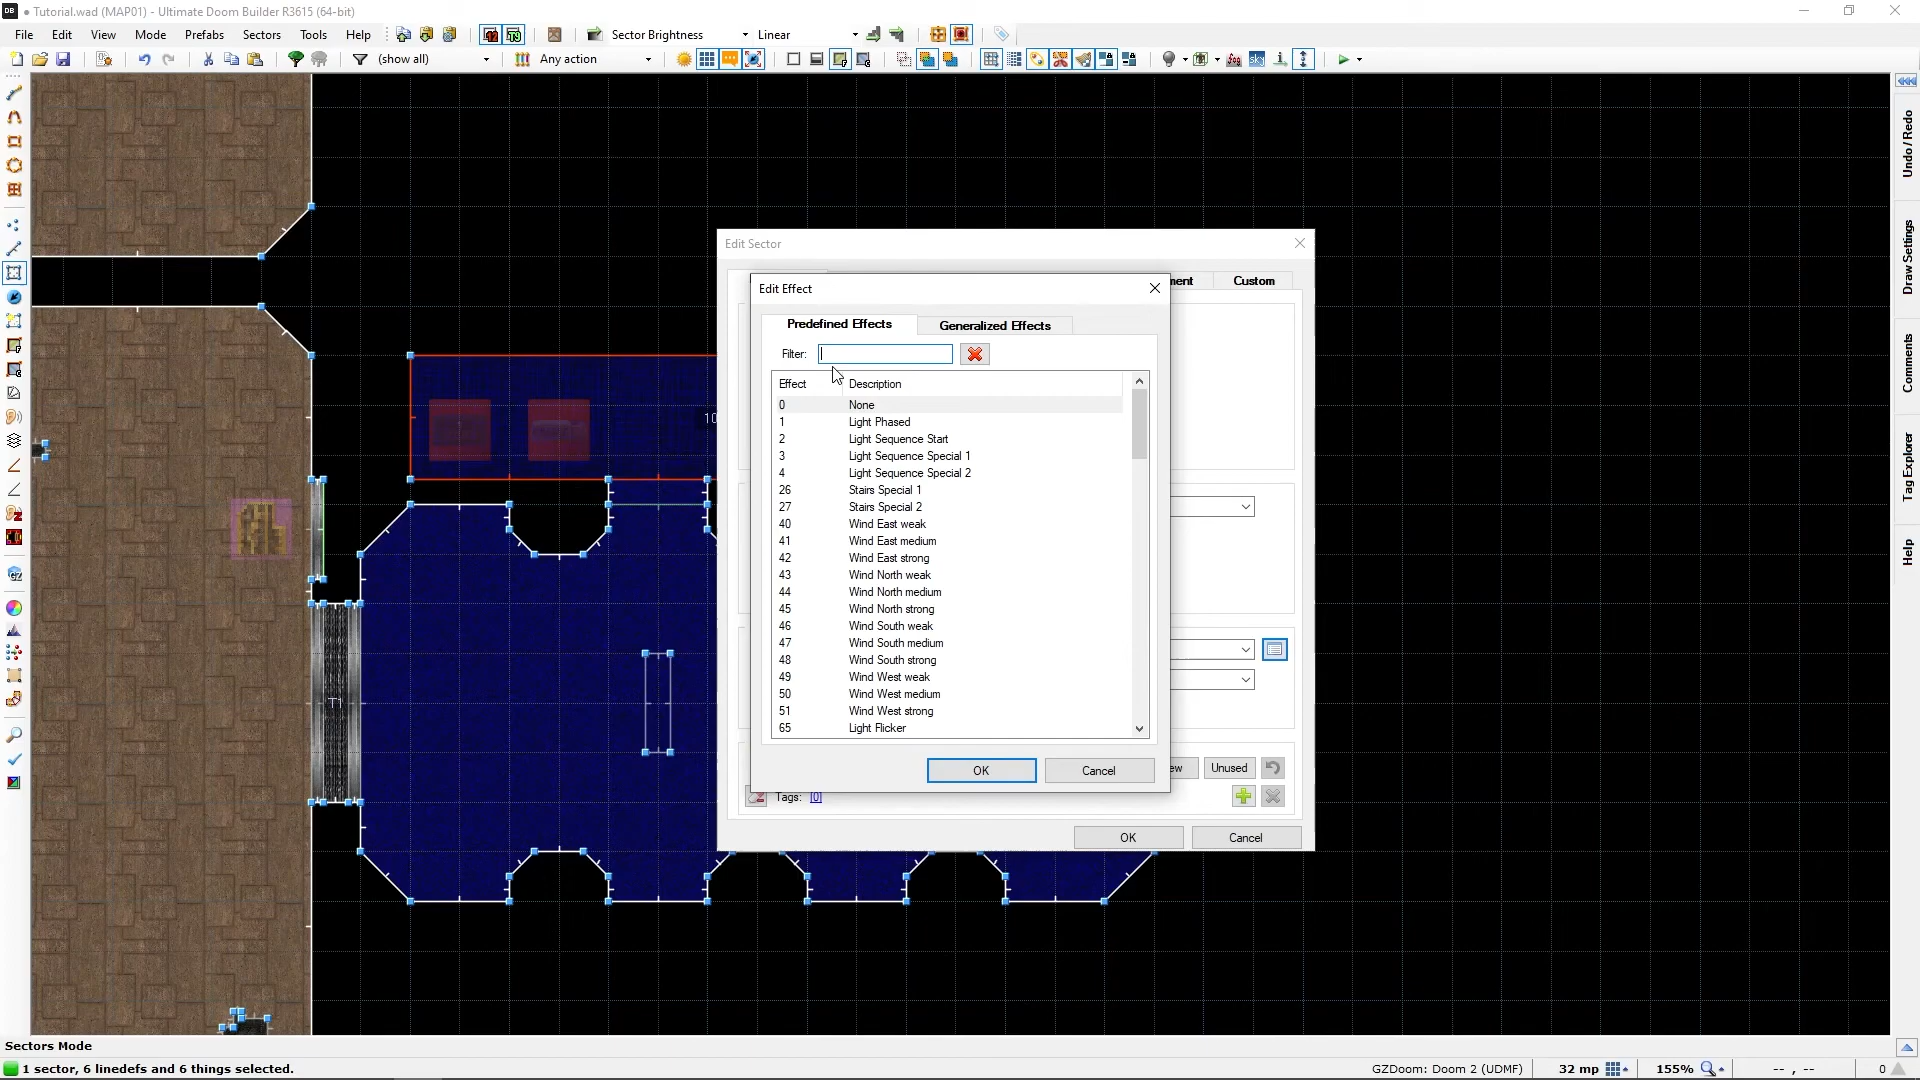 DB • Tutorial.wad (MAP01) - Ultimate Doom Builder R3615 (64-bit)
File Edit View Mode Prefabs Sectors Tools Help Sector Brightness Linear
(show all) Any action
Undo / Redo
Draw Settings
Comments
Tag Explorer
Help
Edit Sector
ment Custom
Edit Effect
Predefined Effects Generalized Effects
Filter:
Effect Description
0 None
1 Light Phased
2 Light Sequence Start
3 Light Sequence Special 1
4 Light Sequence Special 2
26 Stairs Special 1
27 Stairs Special 2
40 Wind East weak
41 Wind East medium
42 Wind East strong
43 Wind North weak
44 Wind North medium
45 Wind North strong
46 Wind South weak
47 Wind South medium
48 Wind South strong
49 Wind West weak
50 Wind West medium
51 Wind West strong
65 Light Flicker
OK Cancel
ew Unused
Tags: [0]
OK Cancel
10
T1
Sectors Mode
1 sector, 6 linedefs and 6 things selected. GZDoom: Doom 2 (UDMF) 32 mp 155% -- , -- 0